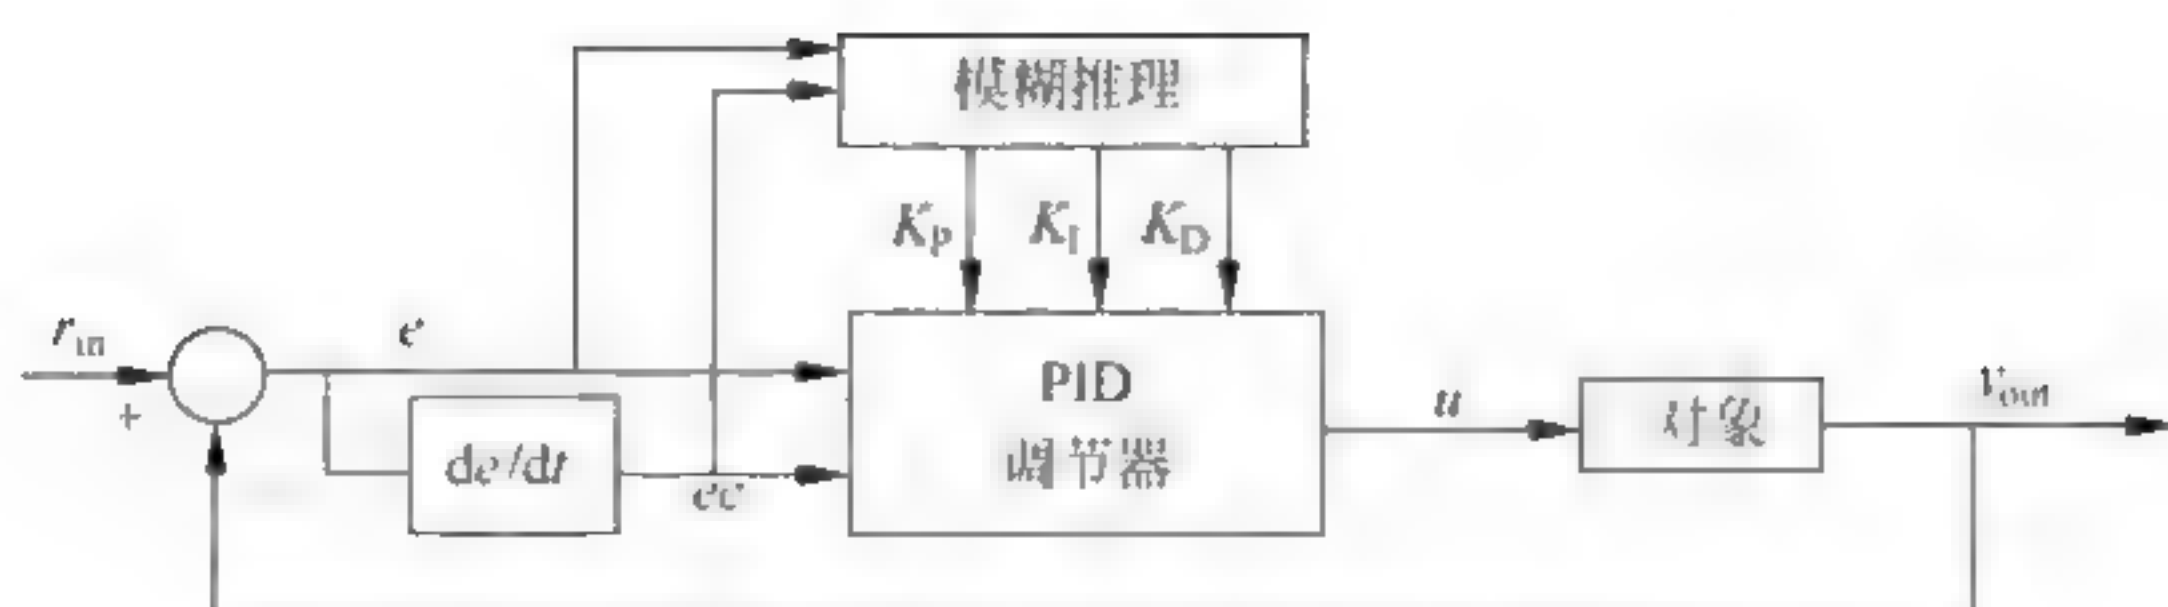 模糊推理
K_P K_I K_D
r_in
e
+
de/dt
ec
PID
调节器
u
对象
y_out